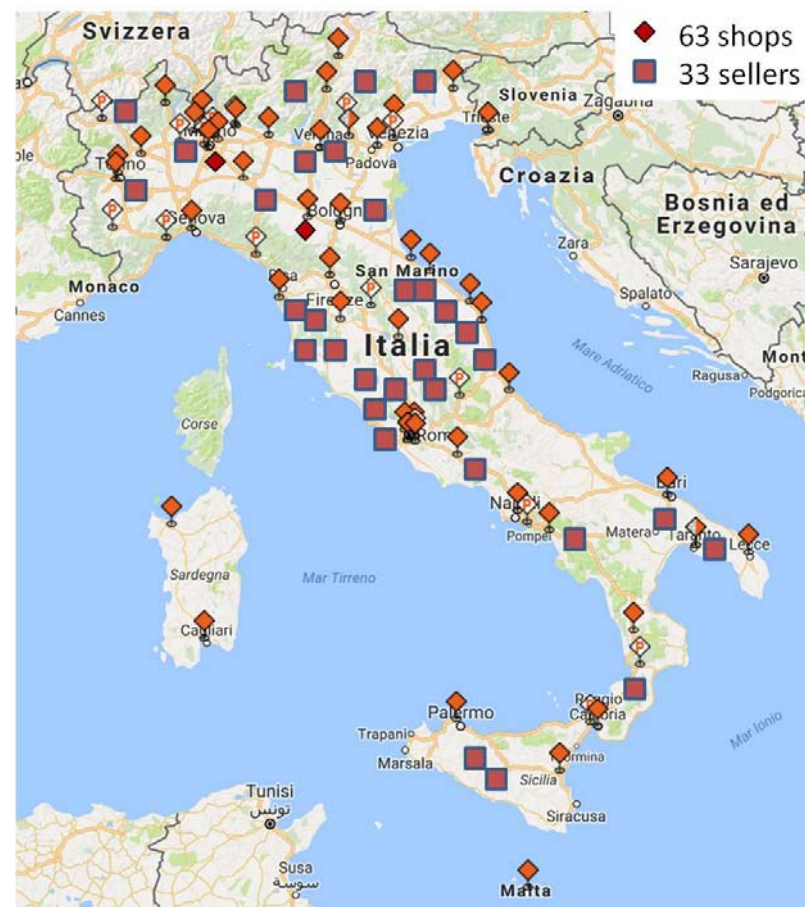 63 shops
33 sellers
Svizzera
Slovenia
Zagabria
Trieste
Croazia
Bosnia ed
Erzegovina
Sarajevo
Zara
Spalato
Ragusa
Podgorica
Mont
Milano
Torino
Verona
Venezia
Padova
Genova
Bologn
Monaco
Cannes
Pisa
San Marino
Firenze
Italia
Mare Adriatico
Corse
Roma
Napoli
Pompei
Bari
Matera
Taranto
Lecce
Sardegna
Cagliari
Mar Tirreno
Palermo
Trapani
Marsala
Reggio
Calabria
Taormina
Sicilia
Siracusa
Mar Ionio
Tunisi
تونس
Susa
سوسة
Malta
P
P
P
P
P
P
P
P
P
P
P
P